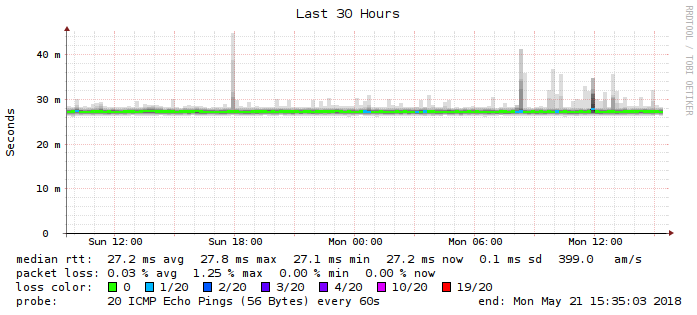 Last 30 Hours
RRDTOOL / TOBI OETIKER
Seconds
40 m
30 m
20 m
10 m
0
Sun 12:00 Sun 18:00 Mon 00:00 Mon 06:00 Mon 12:00
median rtt: 27.2 ms avg 27.8 ms max 27.1 ms min 27.2 ms now 0.1 ms sd 399.0 am/s
packet loss: 0.03 % avg 1.25 % max 0.00 % min 0.00 % now
loss color: 0 1/20 2/20 3/20 4/20 10/20 19/20
probe: 20 ICMP Echo Pings (56 Bytes) every 60s end: Mon May 21 15:35:03 2018